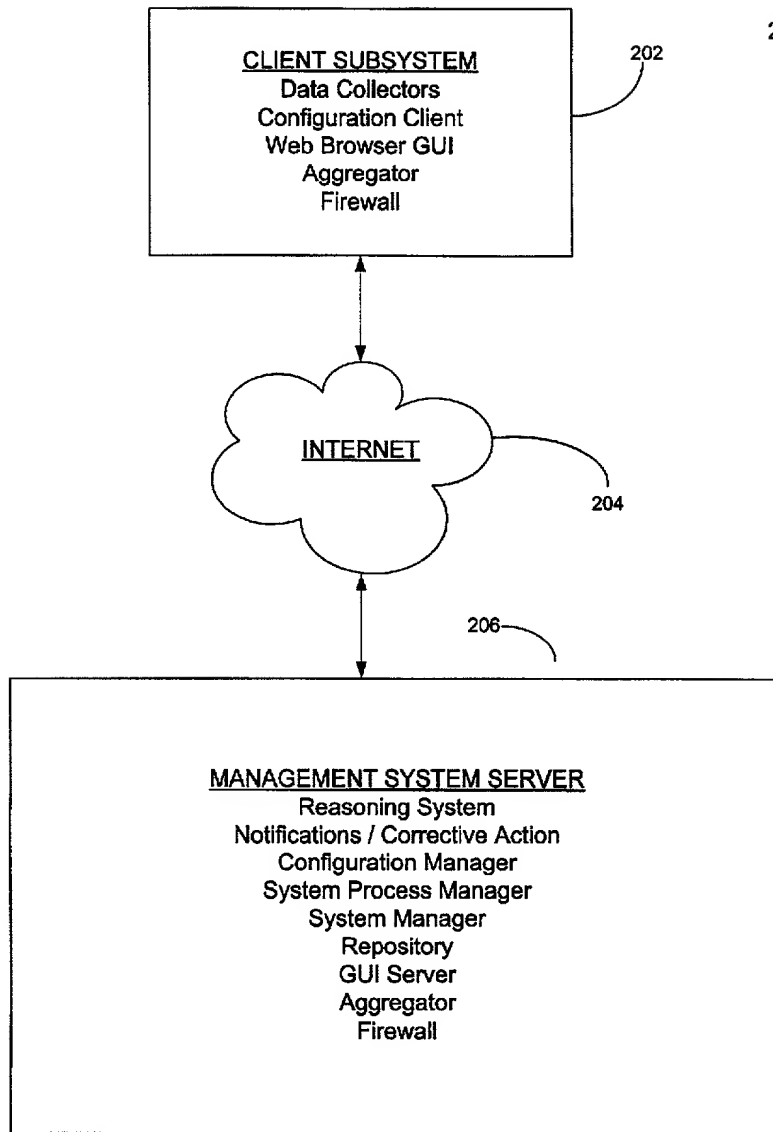 2
CLIENT SUBSYSTEM
Data Collectors
Configuration Client
Web Browser GUI
Aggregator
Firewall
202
INTERNET
204
206
MANAGEMENT SYSTEM SERVER
Reasoning System
Notifications / Corrective Action
Configuration Manager
System Process Manager
System Manager
Repository
GUI Server
Aggregator
Firewall